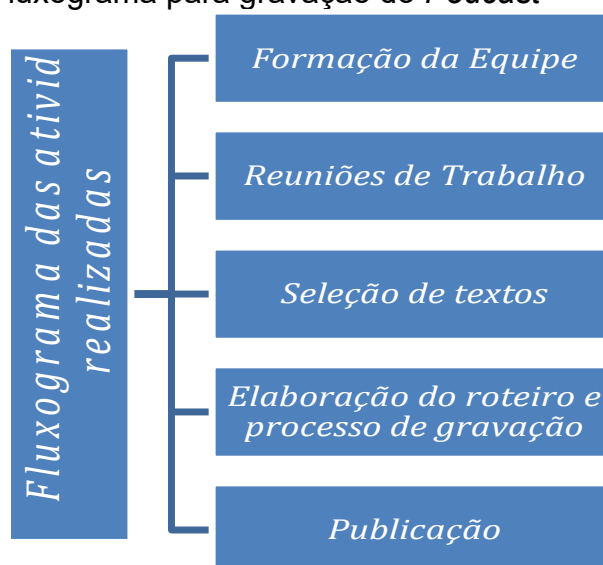 luxograma para gravação do Podcast
Fluxograma das ativid
realizadas
Formação da Equipe
Reuniões de Trabalho
Seleção de textos
Elaboração do roteiro e
processo de gravação
Publicação